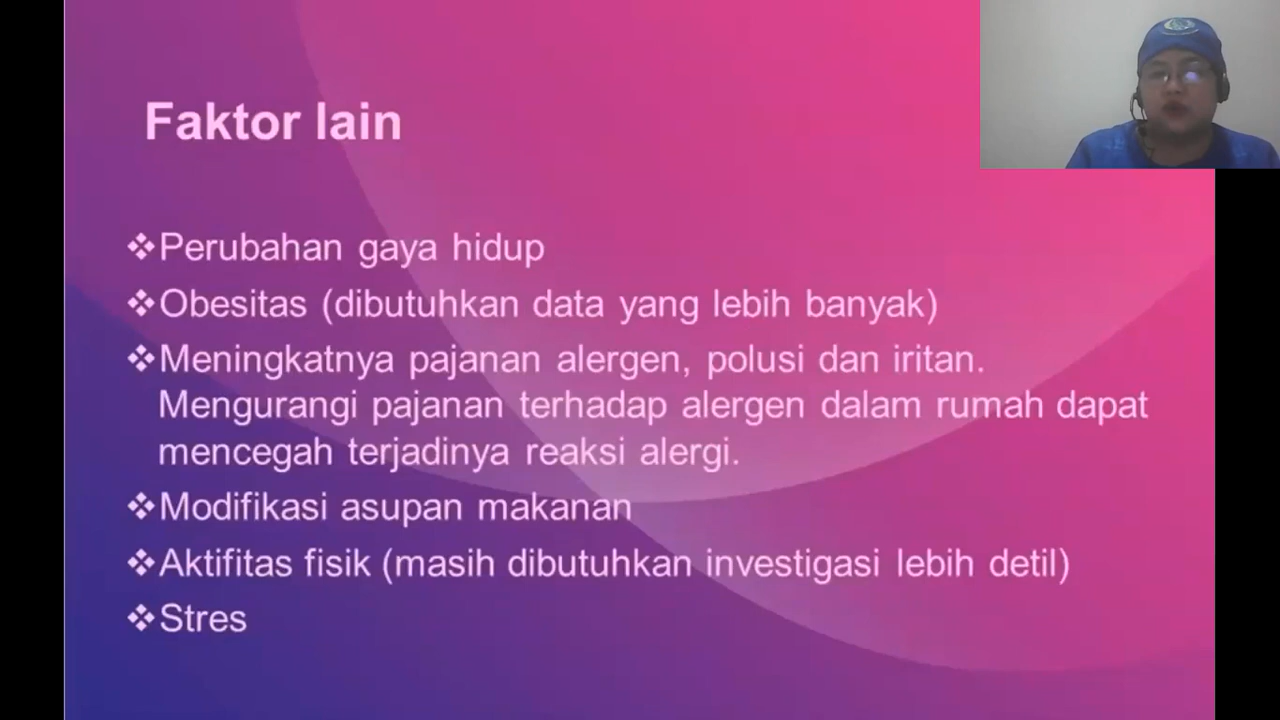 Faktor lain
❖Perubahan gaya hidup
❖Obesitas (dibutuhkan data yang lebih banyak)
❖Meningkatnya pajanan alergen, polusi dan iritan.
Mengurangi pajanan terhadap alergen dalam rumah dapat
mencegah terjadinya reaksi alergi.
❖Modifikasi asupan makanan
❖Aktifitas fisik (masih dibutuhkan investigasi lebih detil)
❖Stres